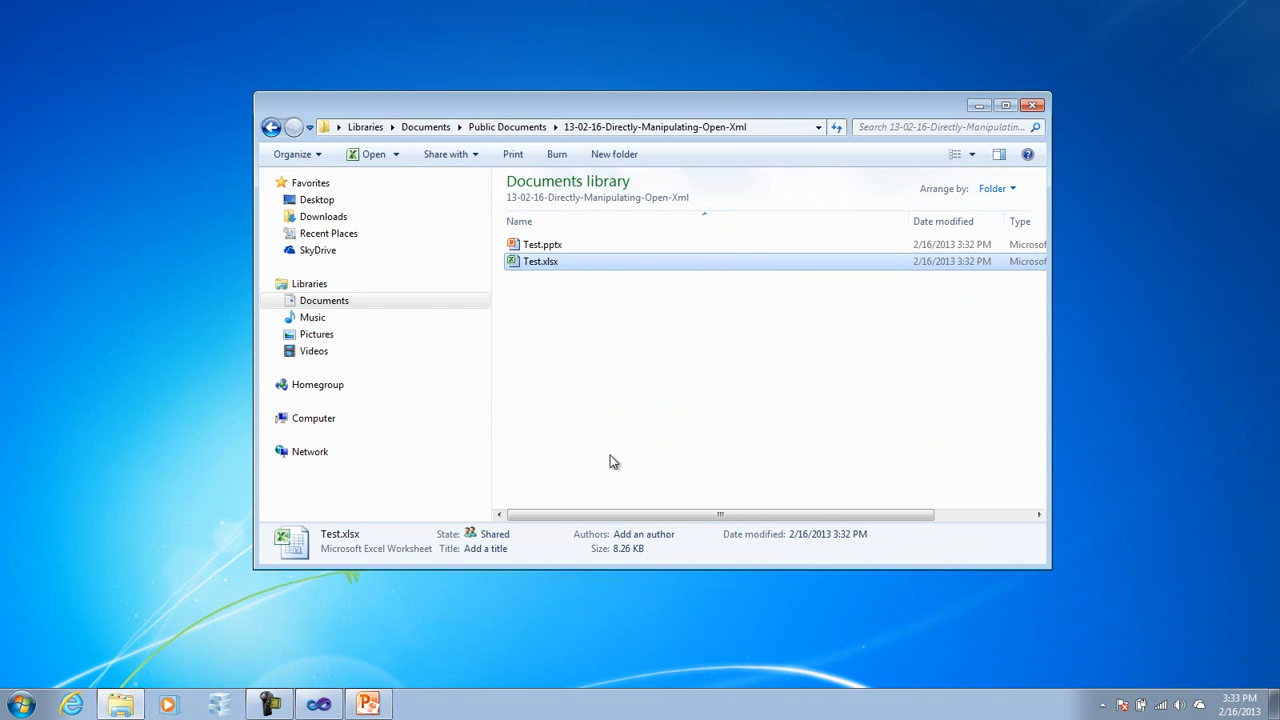 Libraries Documents Public Documents 13-02-16-Directly-Manipulating-Open-Xml Search 13-02-16-Directly-Manipulatin...
Organize Open Share with Print Burn New folder
Favorites
Desktop
Downloads
Recent Places
SkyDrive
Libraries
Documents
Music
Pictures
Videos
Homegroup
Computer
Network
Documents library
13-02-16-Directly-Manipulating-Open-Xml
Arrange by: Folder
Name Date modified Type
Test.pptx 2/16/2013 3:32 PM Microsof
Test.xlsx 2/16/2013 3:32 PM Microsof
Test.xlsx State: Shared Authors: Add an author Date modified: 2/16/2013 3:32 PM
Microsoft Excel Worksheet Title: Add a title Size: 8.26 KB
3:33 PM
2/16/2013